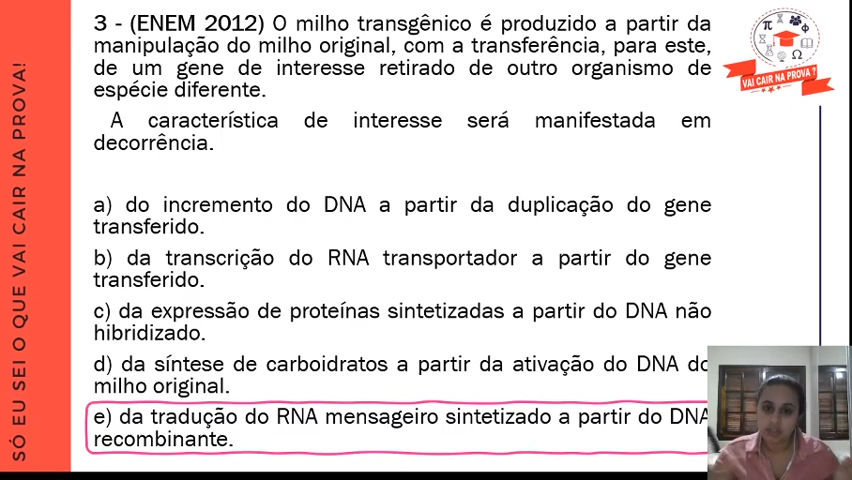 SÓ EU SEI O QUE VAI CAIR NA PROVA!
3 - (ENEM 2012) O milho transgênico é produzido a partir da
manipulação do milho original, com a transferência, para este,
de um gene de interesse retirado de outro organismo de
espécie diferente.
A característica de interesse será manifestada em
decorrência.
a) do incremento do DNA a partir da duplicação do gene
transferido.
b) da transcrição do RNA transportador a partir do gene
transferido.
c) da expressão de proteínas sintetizadas a partir do DNA não
hibridizado.
d) da síntese de carboidratos a partir da ativação do DNA do
milho original.
e) da tradução do RNA mensageiro sintetizado a partir do DNA
recombinante.
π
Ω
VAI CAIR NA PROVA ?